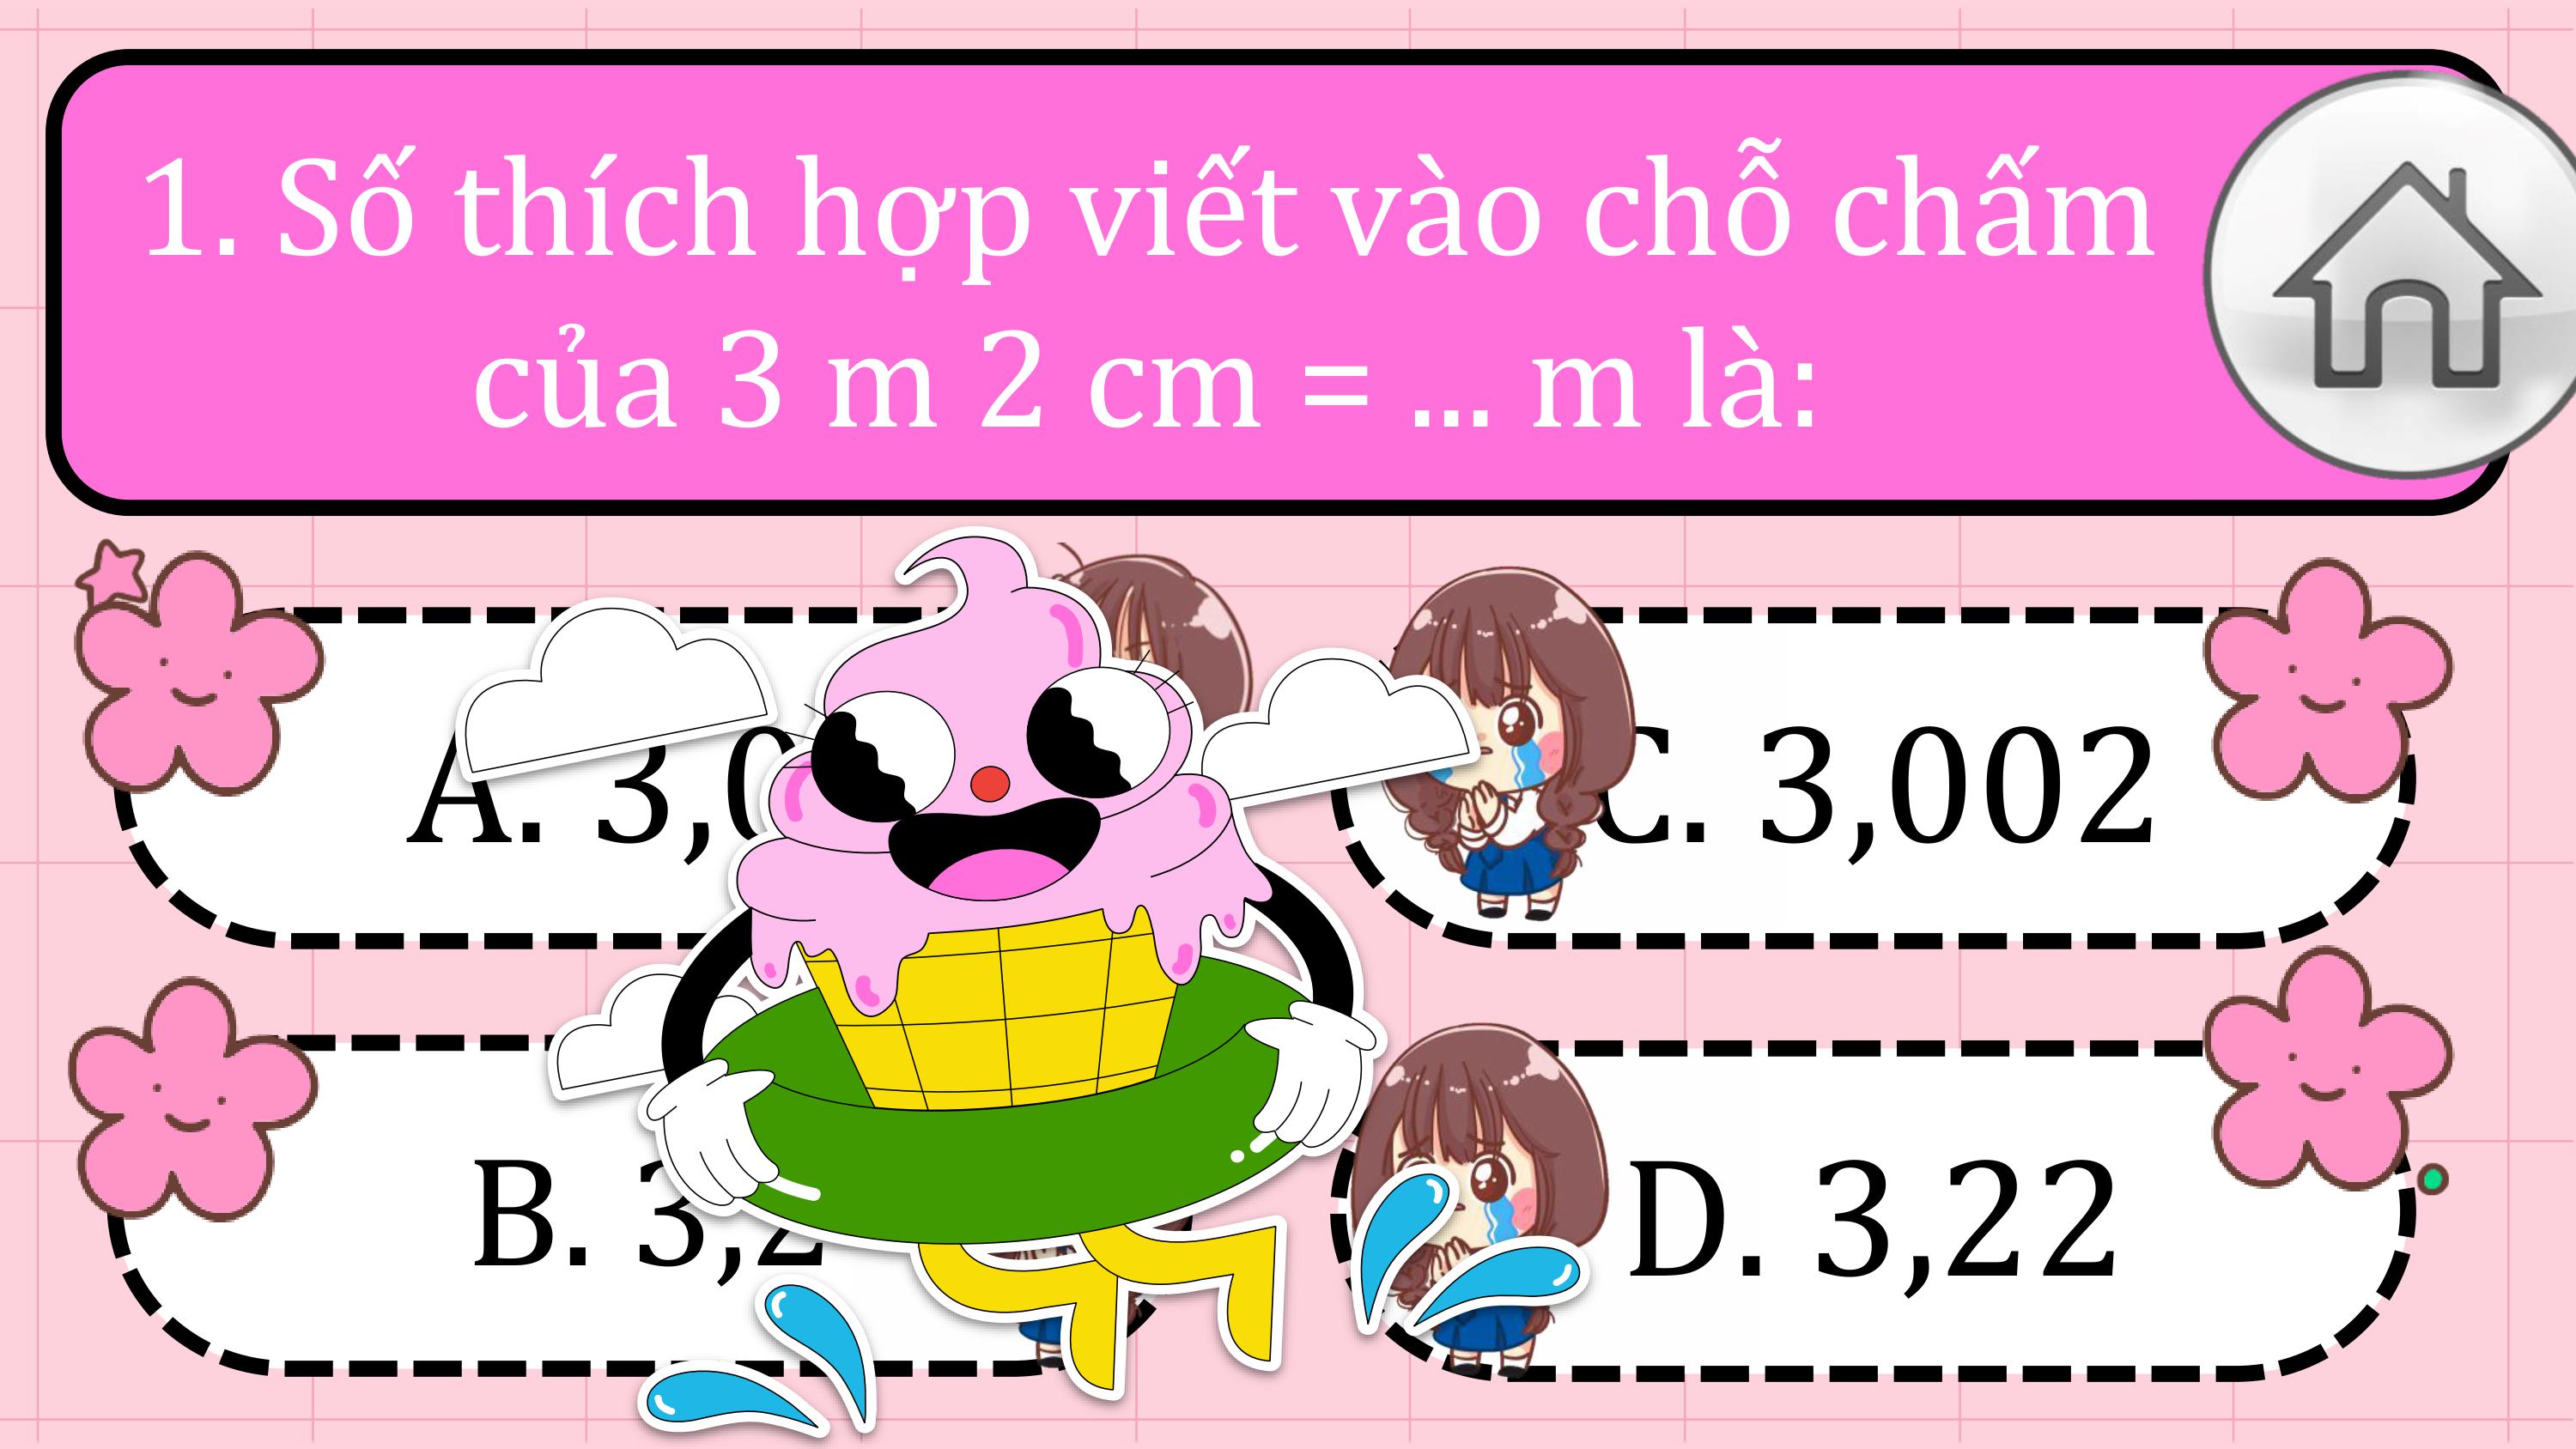 1. Số thích hợp viết vào chỗ chấm
của 3 m 2 cm = ... m là:
A. 3,0
C. 3,002
B. 3,2
D. 3,22